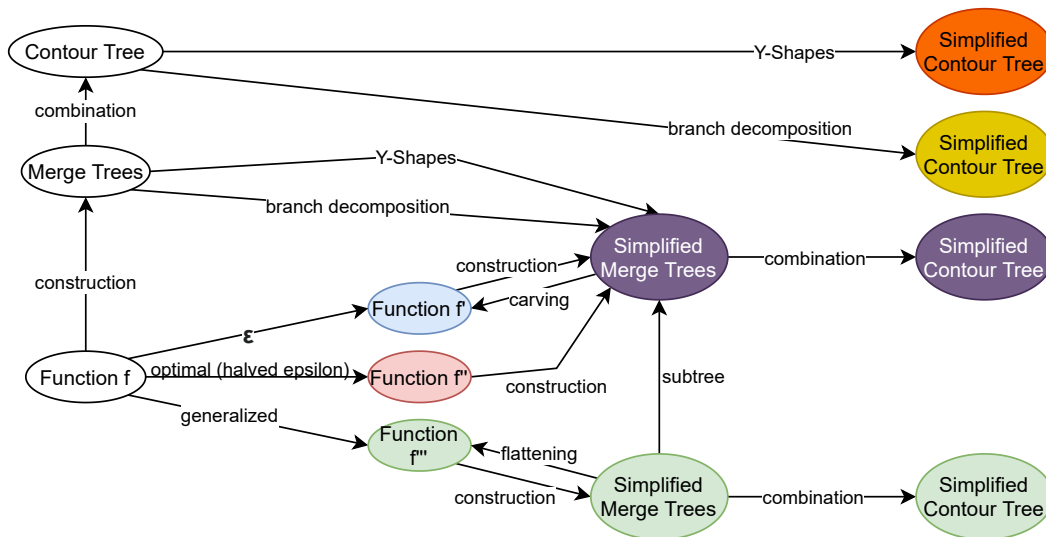 Contour Tree
Y-Shapes
Simplified
Contour Tree
combination
branch decomposition
Simplified
Contour Tree
Merge Trees
Y-Shapes
branch decomposition
Simplified
Merge Trees
combination
Simplified
Contour Tree
construction
construction
carving
Function f'
ε
Function f
optimal (halved epsilon)
Function f''
construction
subtree
generalized
Function
f'''
flattening
construction
Simplified
Merge Trees
combination
Simplified
Contour Tree